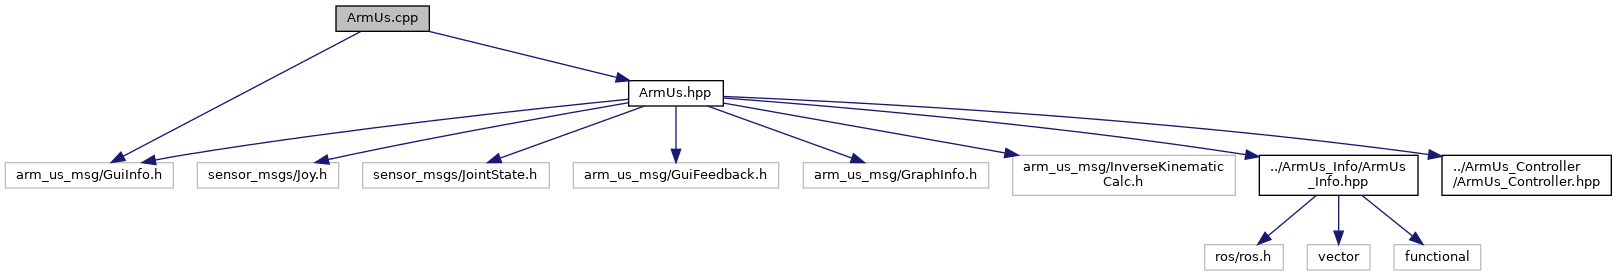 ArmUs.cpp
ArmUs.hpp
arm_us_msg/GuiInfo.h
sensor_msgs/Joy.h
sensor_msgs/JointState.h
arm_us_msg/GuiFeedback.h
arm_us_msg/GraphInfo.h
arm_us_msg/InverseKinematic
Calc.h
../ArmUs_Info/ArmUs
_Info.hpp
../ArmUs_Controller
/ArmUs_Controller.hpp
ros/ros.h
vector
functional